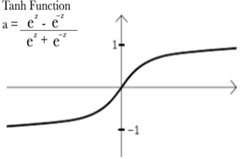 Tanh Function
a = e^z - e^-z
e^z + e^-z
1
-1